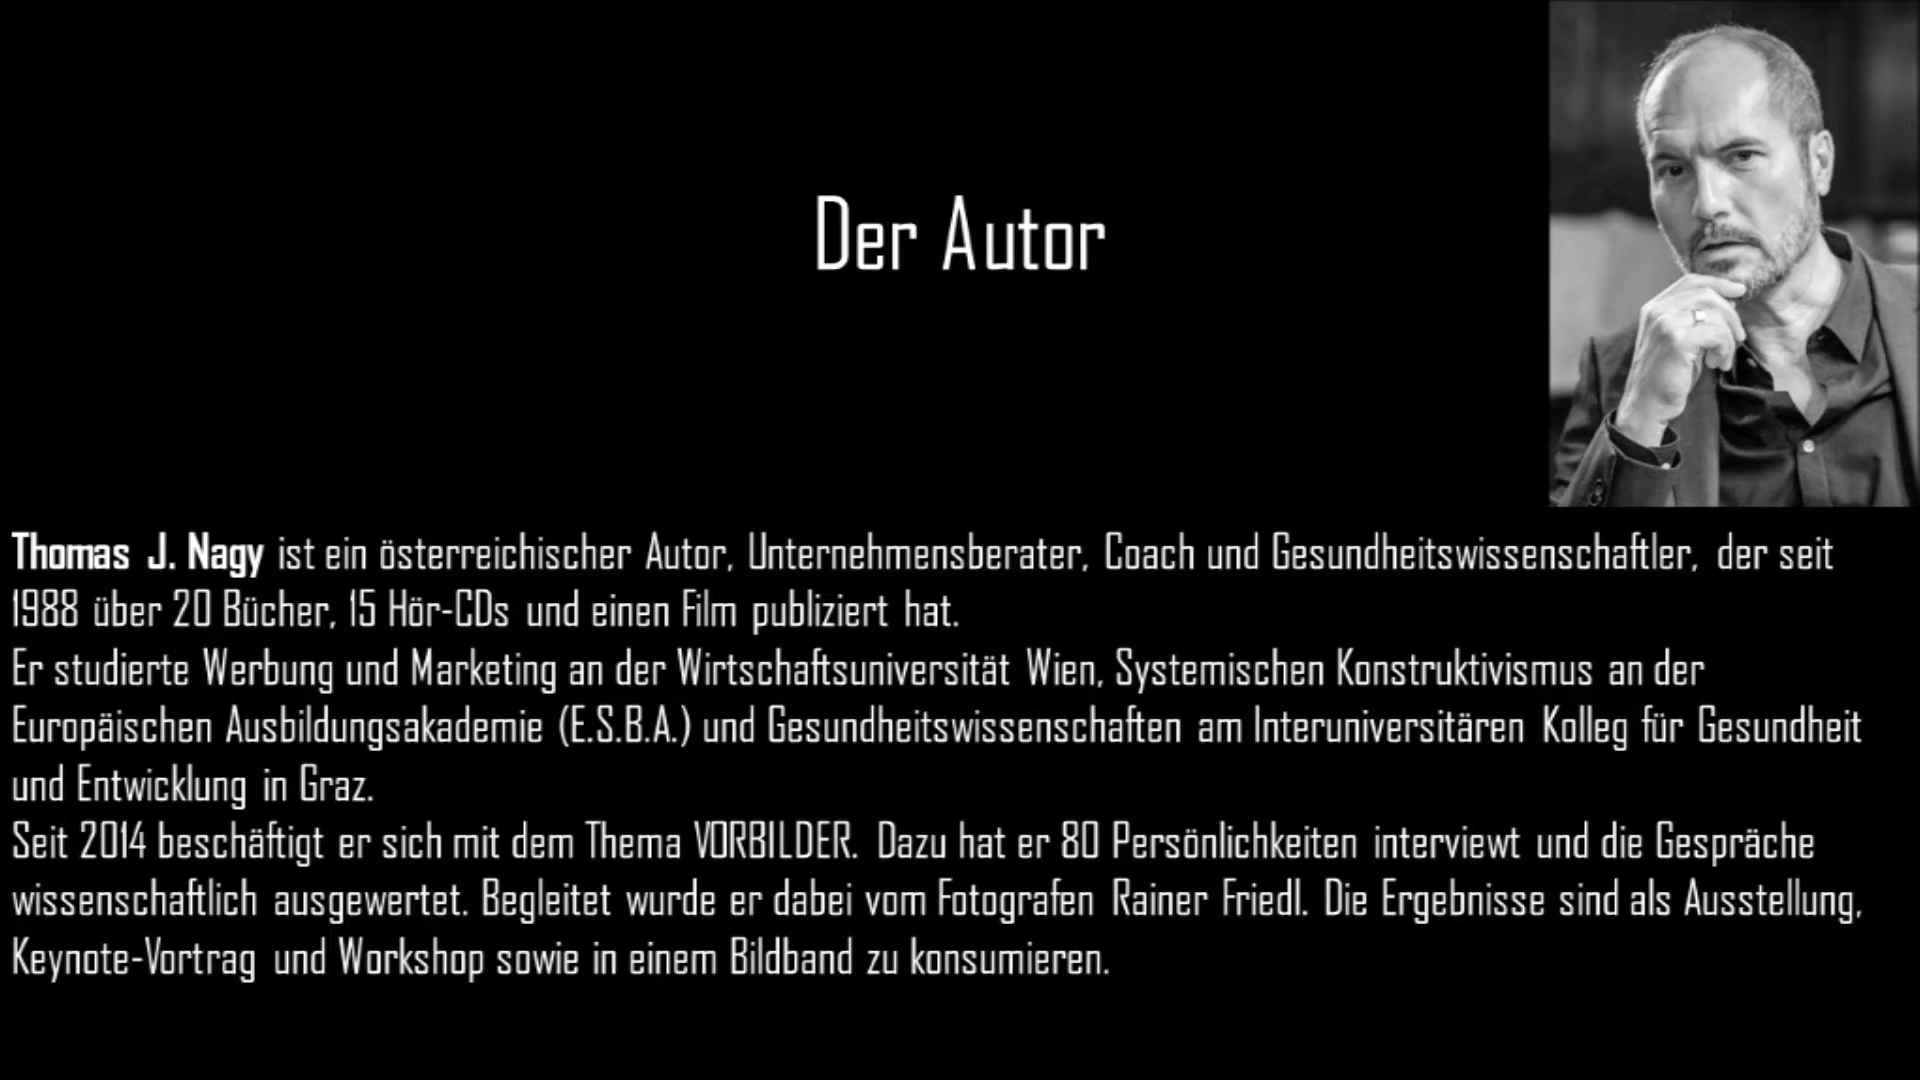 Der Autor
Thomas J. Nagy ist ein österreichischer Autor, Unternehmensberater, Coach und Gesundheitswissenschaftler, der seit
1988 über 20 Bücher, 15 Hör-CDs und einen Film publiziert hat.
Er studierte Werbung und Marketing an der Wirtschaftsuniversität Wien, Systemischen Konstruktivismus an der
Europäischen Ausbildungsakademie (E.S.B.A.) und Gesundheitswissenschaften am Interuniversitären Kolleg für Gesundheit
und Entwicklung in Graz.
Seit 2014 beschäftigt er sich mit dem Thema VORBILDER. Dazu hat er 80 Persönlichkeiten interviewt und die Gespräche
wissenschaftlich ausgewertet. Begleitet wurde er dabei vom Fotografen Rainer Friedl. Die Ergebnisse sind als Ausstellung,
Keynote-Vortrag und Workshop sowie in einem Bildband zu konsumieren.